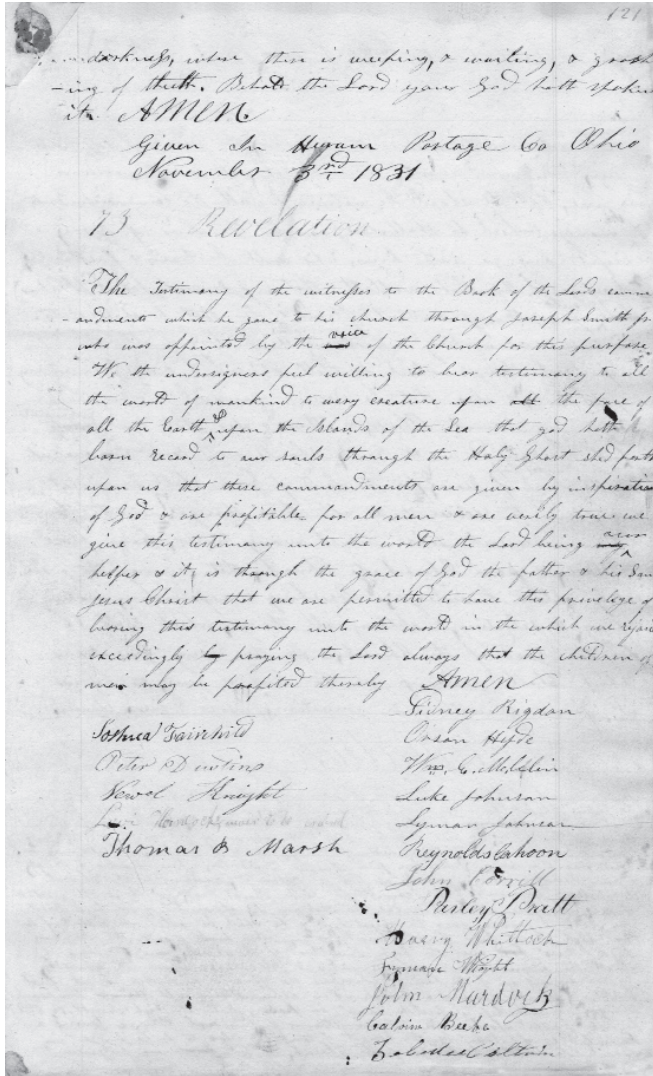 121
darkness, where there is weeping, & wailing, & gnash
-ing of theth. Behold the Lord your God hath spoken
it. AMEN
Given In Hyram Portage Co Ohio
November 3rd 1831
73 Revelation
The Testimony of the witnesses to the Book of the Lords comm
-andments which he gave to his church through Joseph Smith Jr
who was appointed by the voice of the Church for this purpose
We the undersigners feel willing to bear testimony to all
the world of mankind to every creature upon all the face of
all the Earth & upon the Islands of the Sea that god hath
born record to our souls through the Holy Ghost shed forth
upon us that these commandments are given by inspiration
of God & are profitable for all men & are verily true we
give this testimony unto the world the Lord being my our
helper & it is through the grace of God the father & his Son
Jesus Christ that we are permitted to have this privelege of
bearing this testimony unto the world in the which we rejoice
exceedingly by praying the Lord always that the children of
men may be profited thereby AMEN
Sidney Rigdon
Joshua Fairchild Orson Hyde
Peter Dustin Wm. E. McLelin
Newel Knight Luke Johnson
Levi Hancock Lyman Johnson
Thomas B Marsh Reynolds Cahoon
John Corrill
Parley Pratt
Harvey Whitlock
Lyman Wight
John Murdock
Calvin Beebe
Zebedee Coltrin